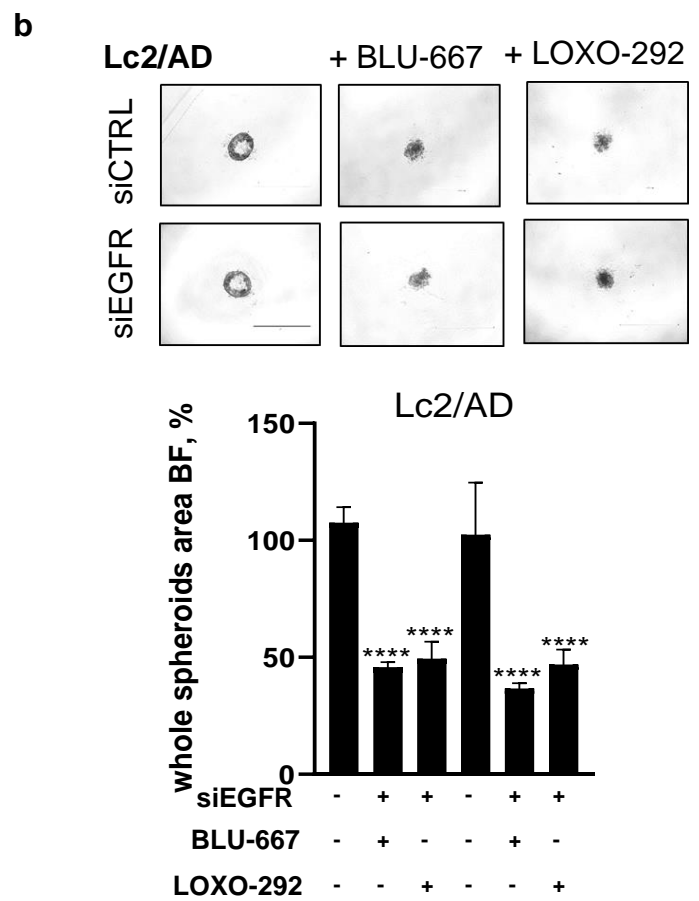 b
Lc2/AD + BLU-667 + LOXO-292
siCTRL
siEGFR
Lc2/AD
whole spheroids area BF, %
150
100
50
0
**** **** **** ****
siEGFR - + + - + +
BLU-667 - + - - + -
LOXO-292 - - + - - +